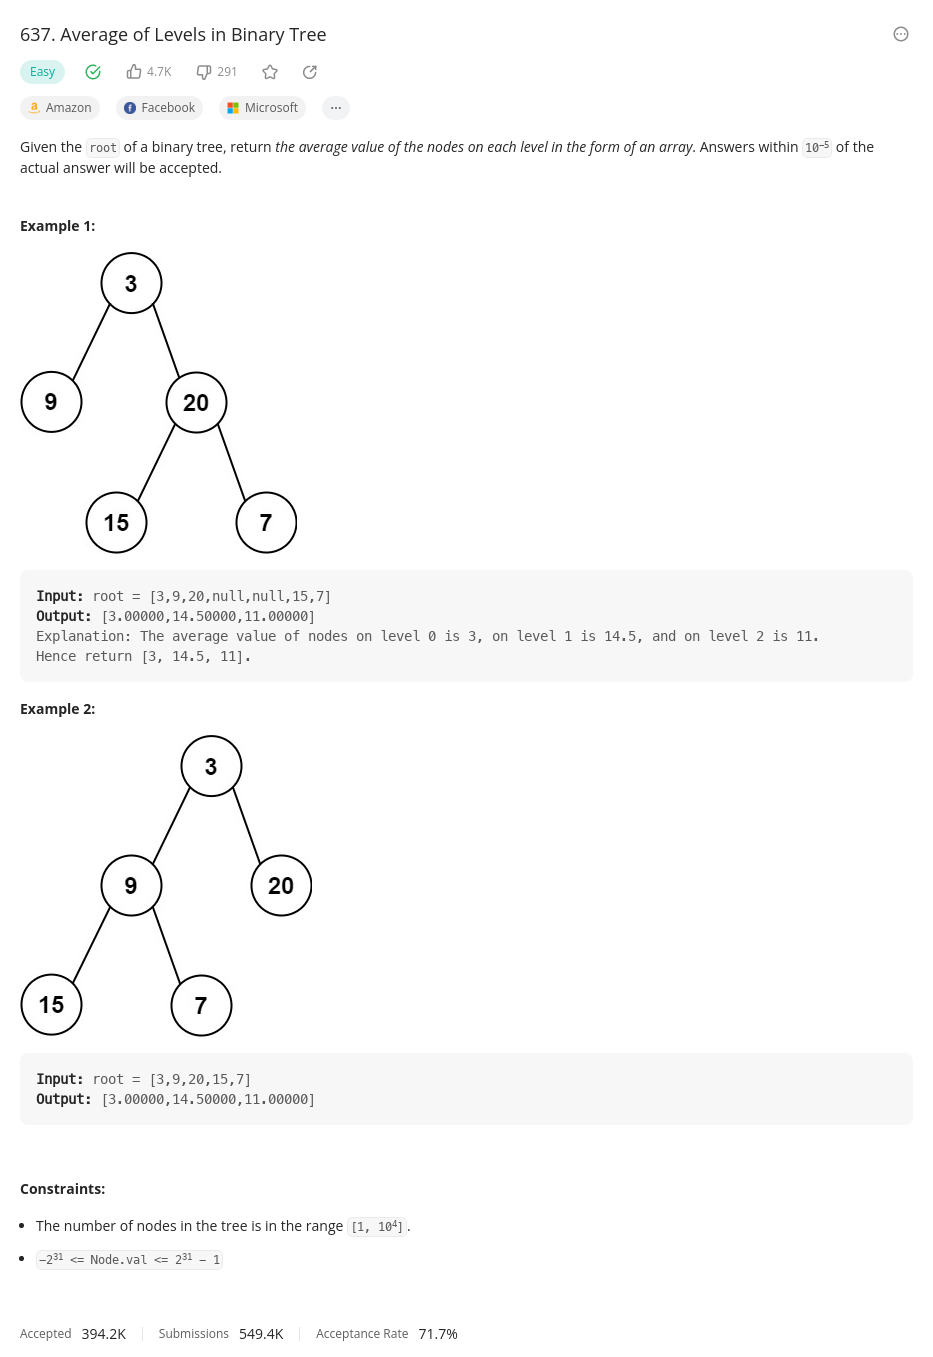 637. Average of Levels in Binary Tree
Easy 4.7K 291
Amazon Facebook Microsoft ...
Given the root of a binary tree, return the average value of the nodes on each level in the form of an array. Answers within 10⁻⁵ of the
actual answer will be accepted.
Example 1:
3
9 20
15 7
Input: root = [3,9,20,null,null,15,7]
Output: [3.00000,14.50000,11.00000]
Explanation: The average value of nodes on level 0 is 3, on level 1 is 14.5, and on level 2 is 11.
Hence return [3, 14.5, 11].
Example 2:
3
9 20
15 7
Input: root = [3,9,20,15,7]
Output: [3.00000,14.50000,11.00000]
Constraints:
• The number of nodes in the tree is in the range [1, 10⁴].
• −2³¹ <= Node.val <= 2³¹ − 1
Accepted 394.2K Submissions 549.4K Acceptance Rate 71.7%